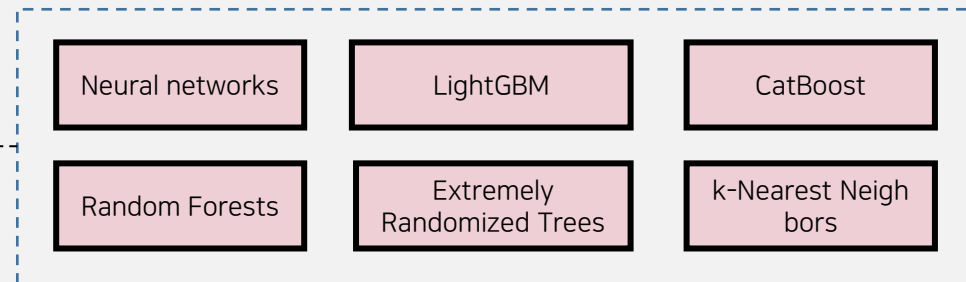 Neural networks
LightGBM
CatBoost
Random Forests
Extremely
Randomized Trees
k-Nearest Neigh
bors